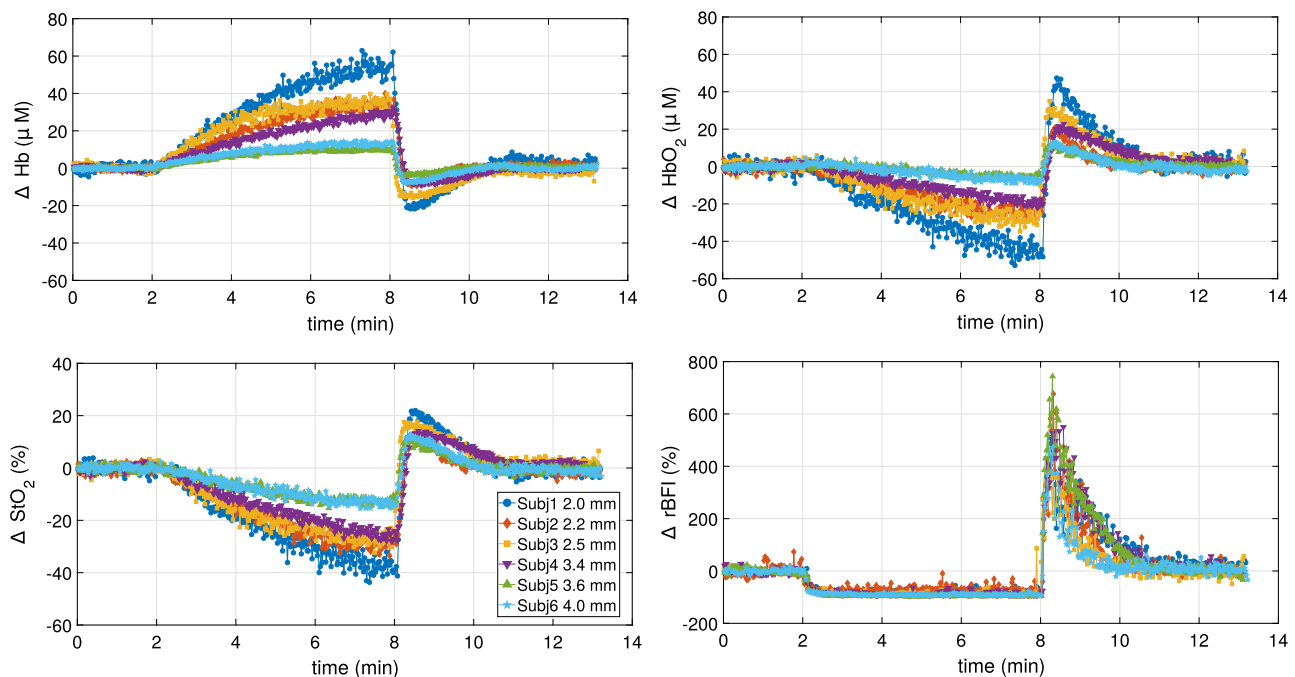 80
60
40
20
0
-20
-40
-60
Δ Hb (μ M)
0 2 4 6 8 10 12 14
time (min)
80
60
40
20
0
-20
-40
-60
Δ HbO2 (μ M)
0 2 4 6 8 10 12 14
time (min)
40
20
0
-20
-40
-60
Δ StO2 (%)
Subj1 2.0 mm
Subj2 2.2 mm
Subj3 2.5 mm
Subj4 3.4 mm
Subj5 3.6 mm
Subj6 4.0 mm
0 2 4 6 8 10 12 14
time (min)
800
600
400
200
0
-200
Δ rBFI (%)
0 2 4 6 8 10 12 14
time (min)